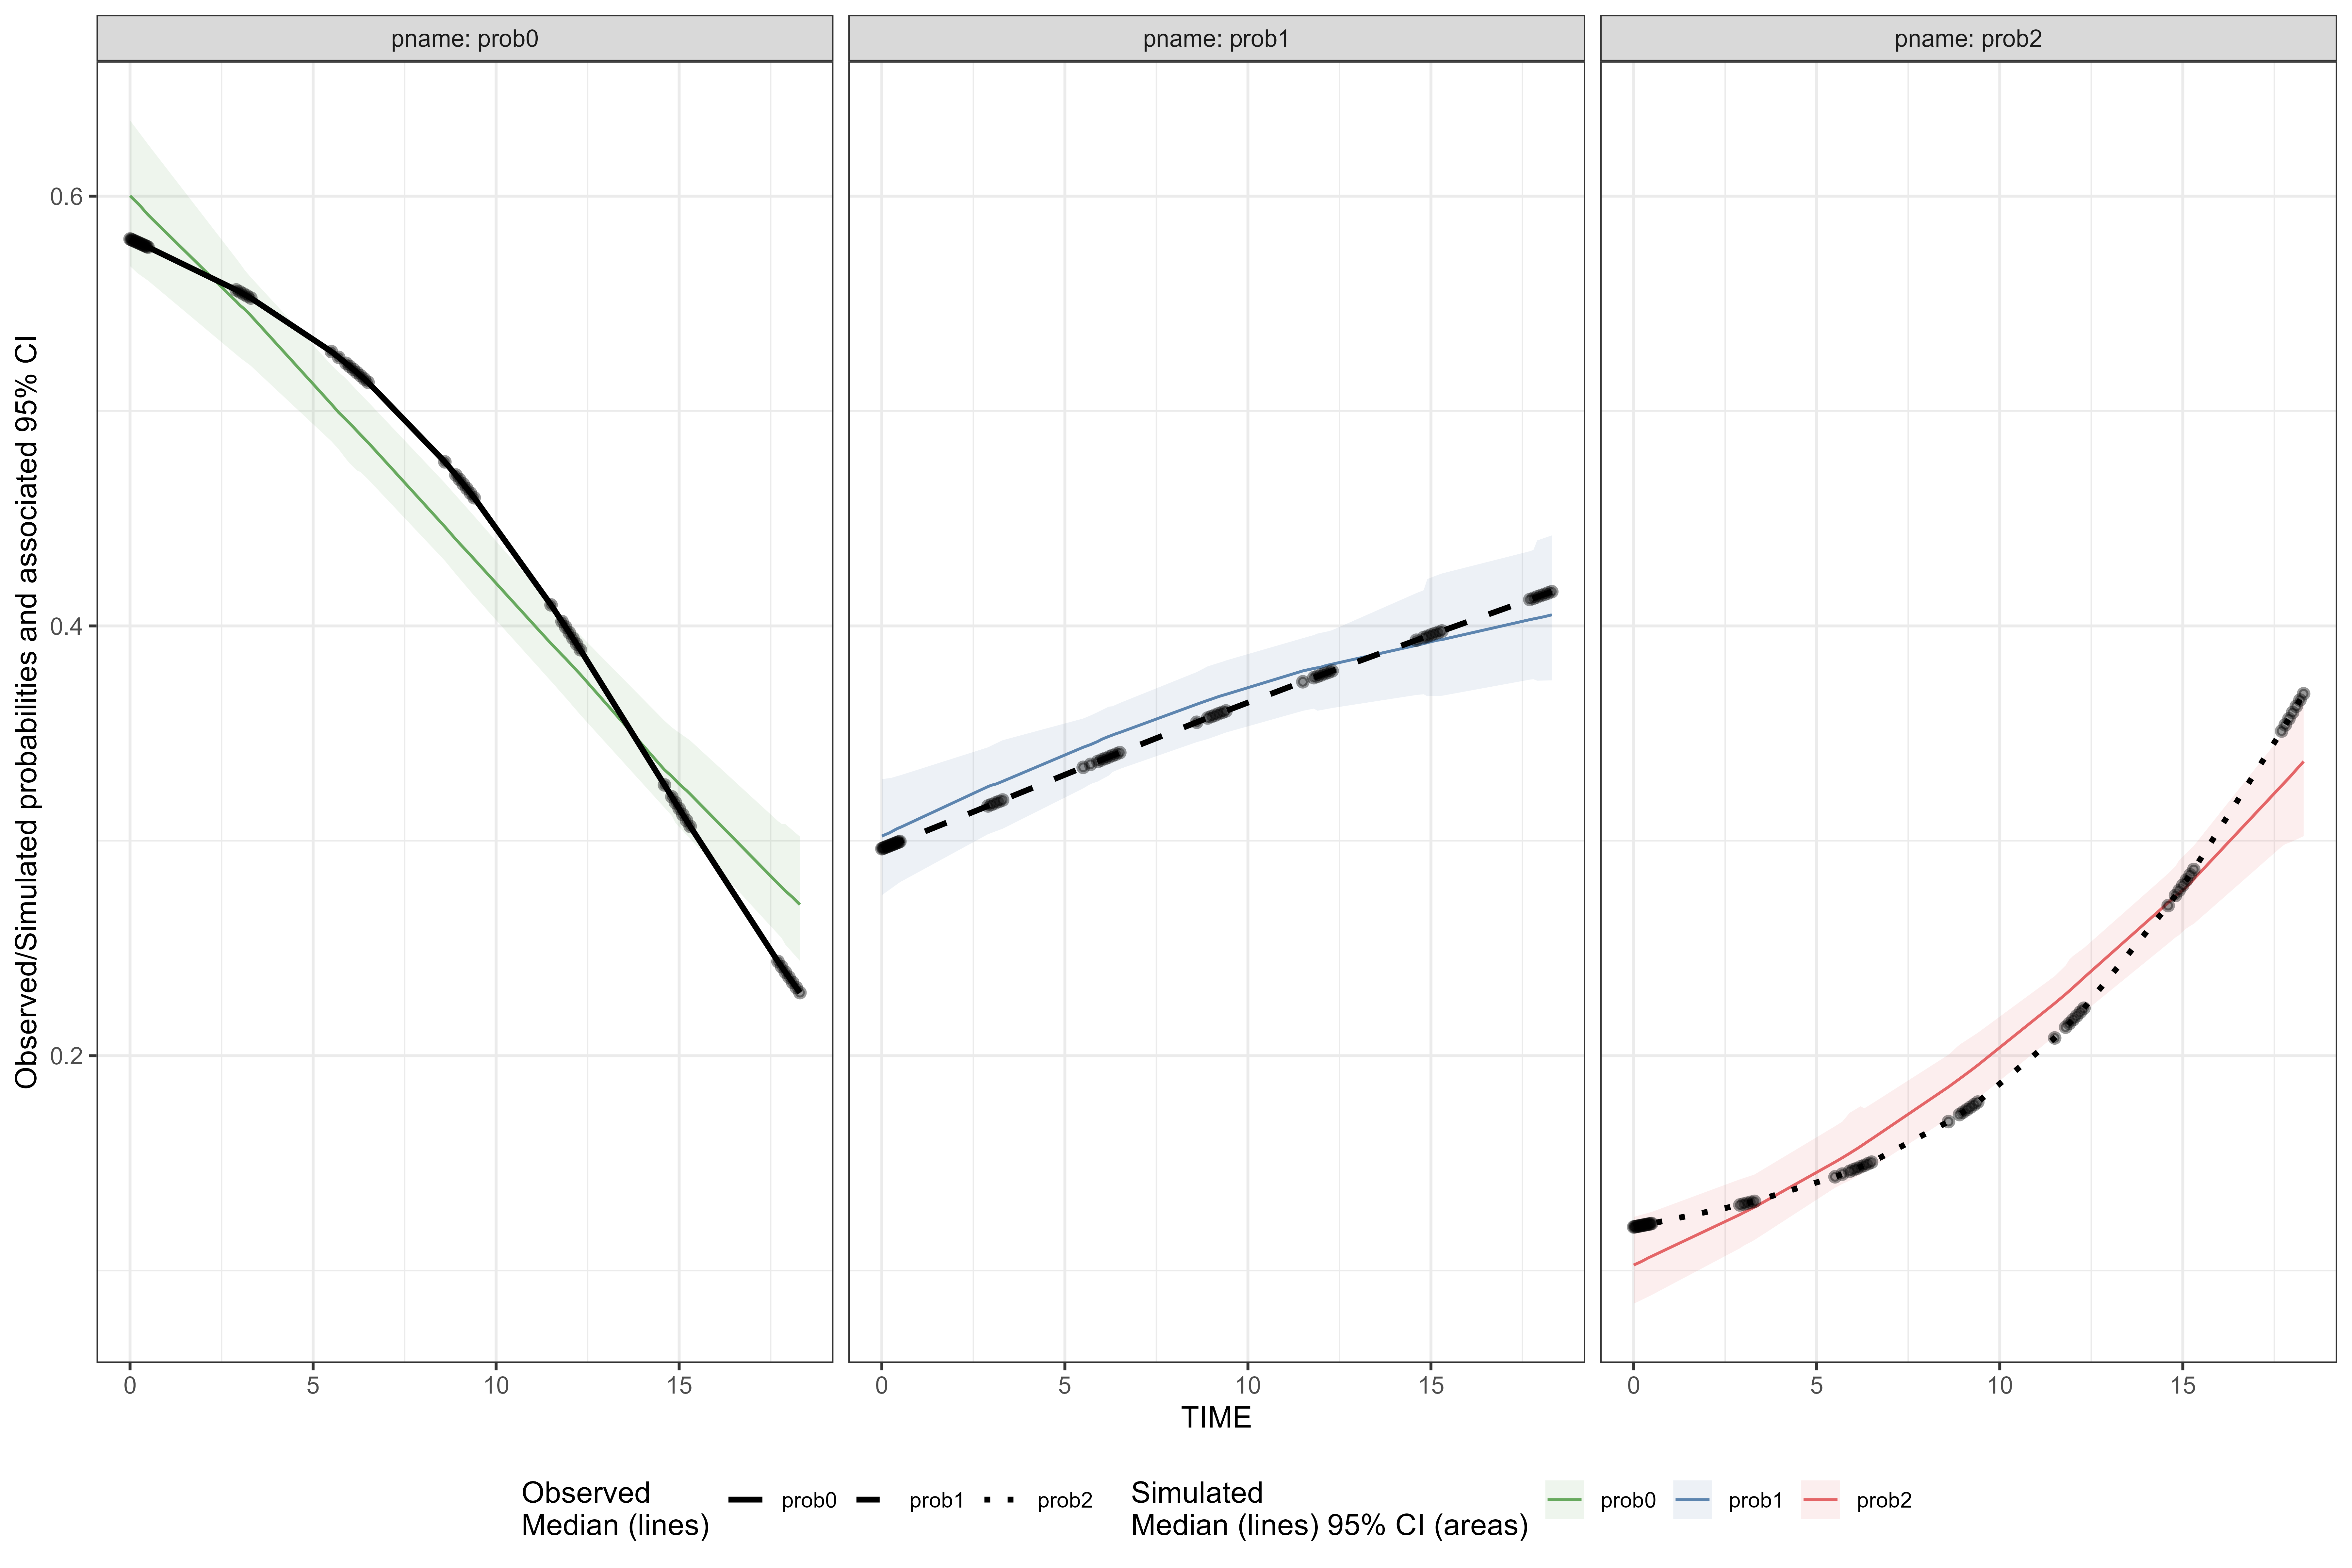 pname: prob0
pname: prob1
pname: prob2
Observed/Simulated probabilities and associated 95% CI
0.6
0.4
0.2
0
5
10
15
0
5
10
15
0
5
10
15
TIME
Observed
Median (lines)
prob0
prob1
prob2
Simulated
Median (lines) 95% CI (areas)
prob0
prob1
prob2